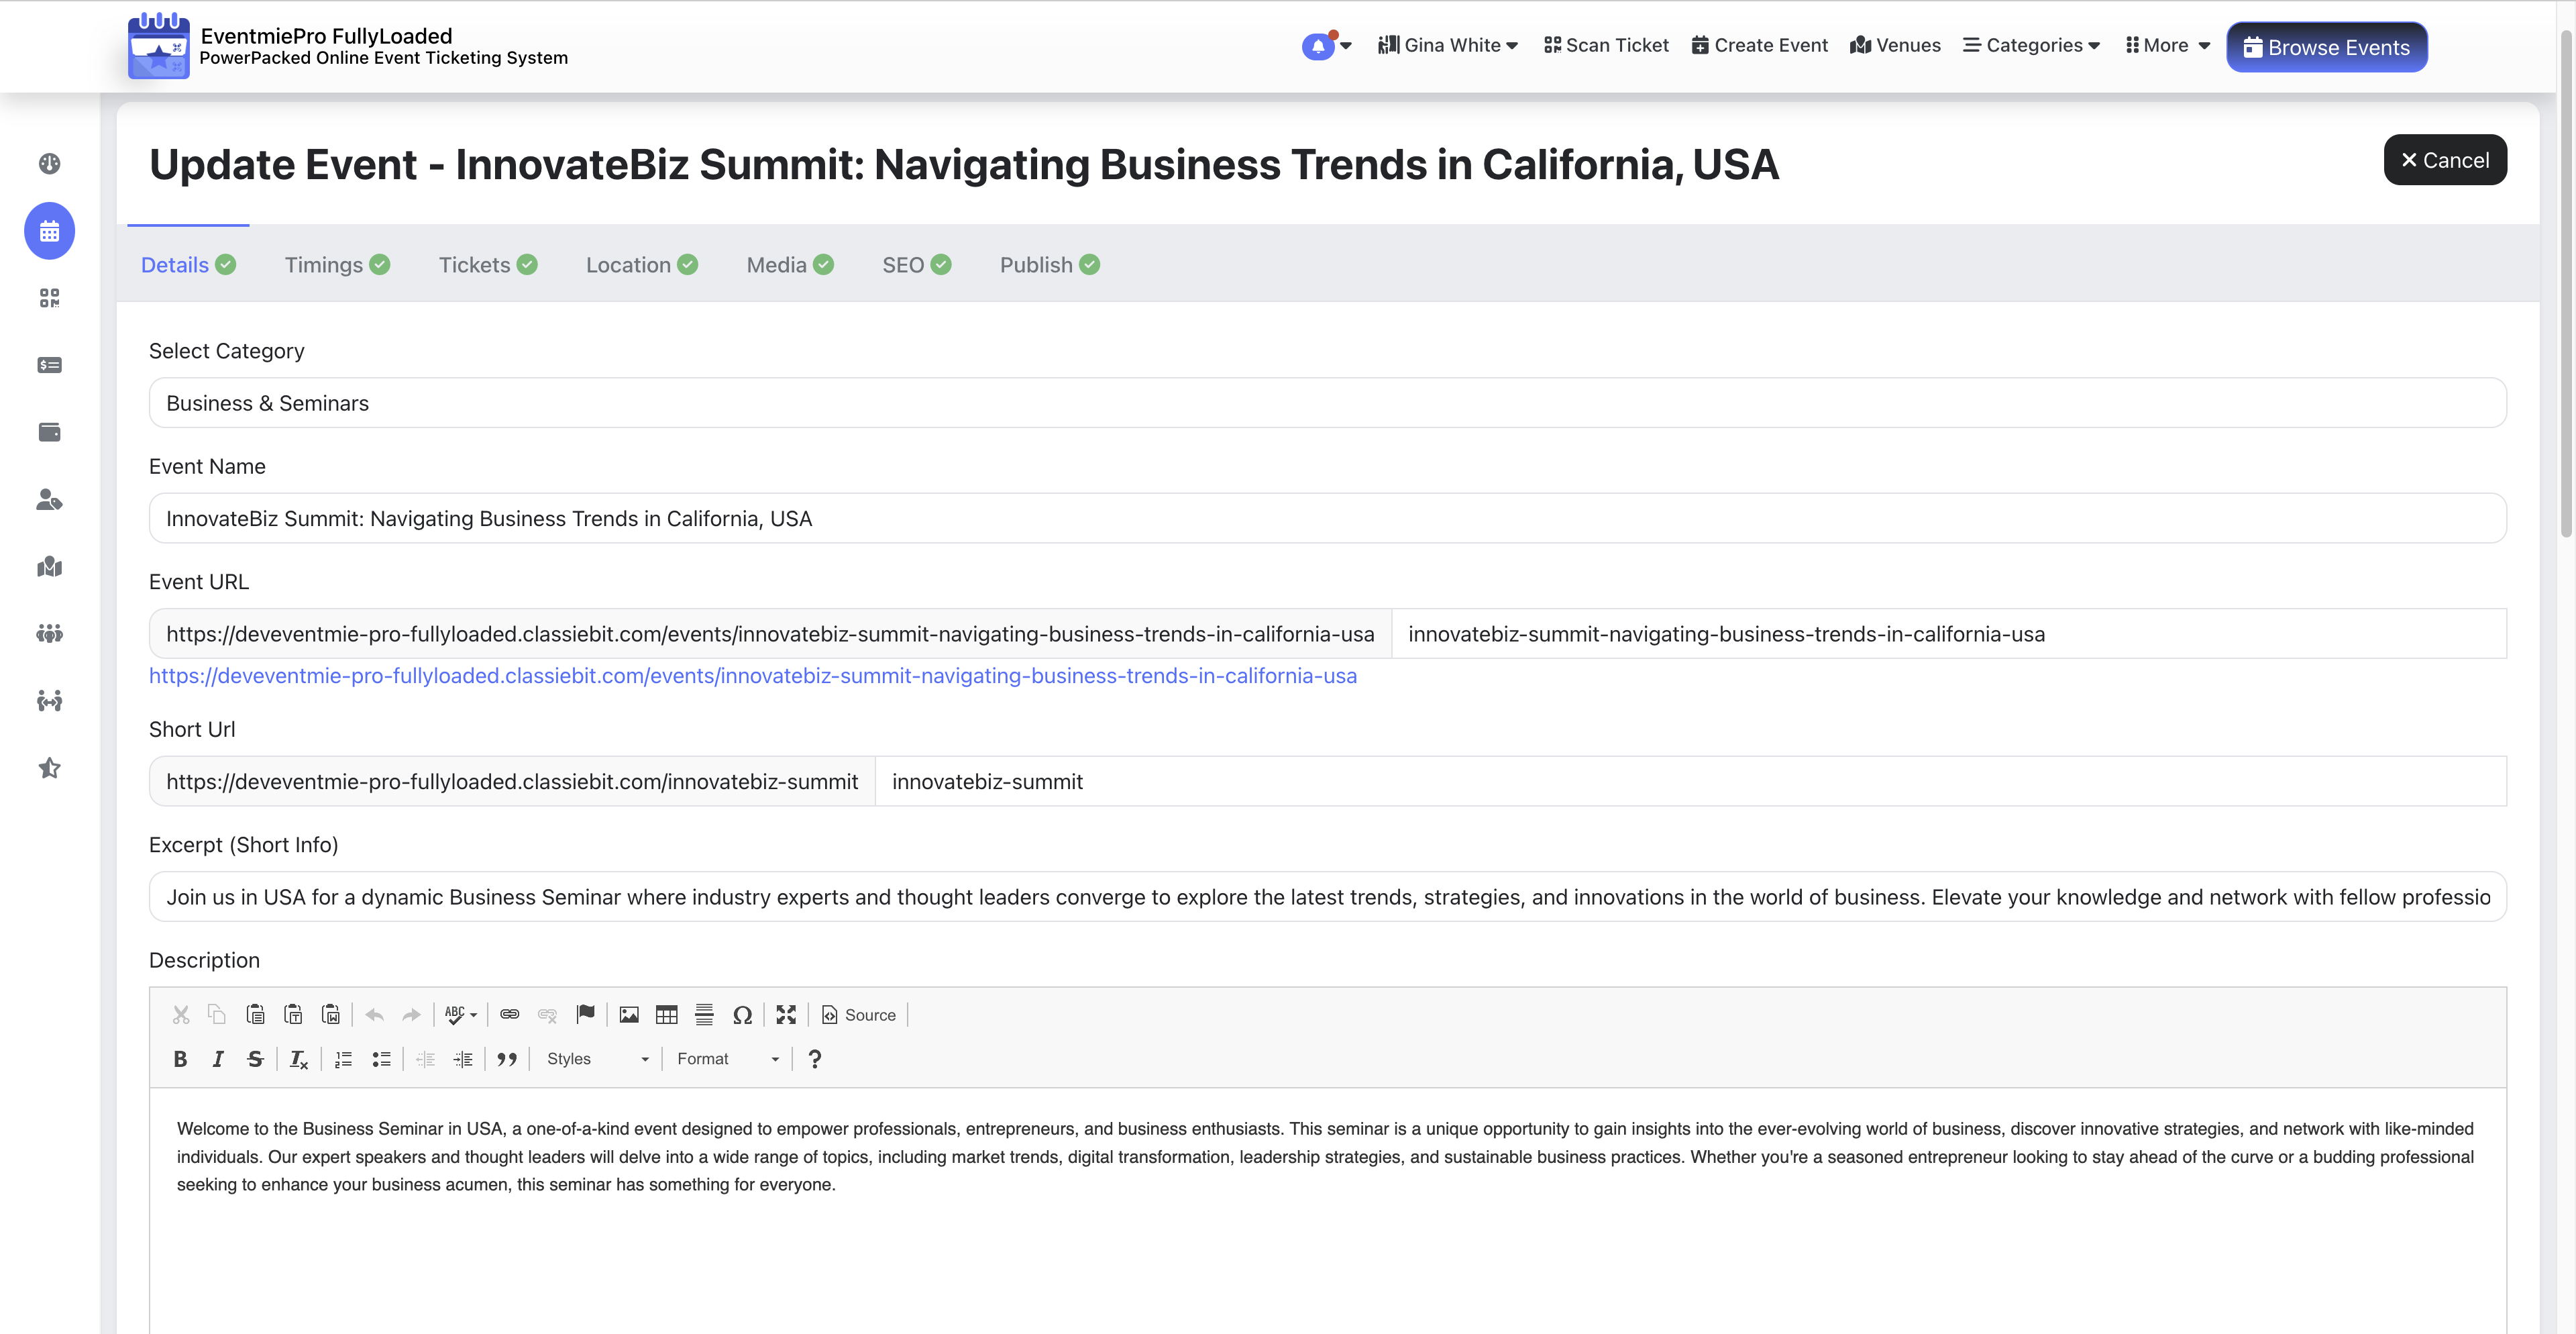 EventmiePro FullyLoaded
PowerPacked Online Event Ticketing System
Gina White
Scan Ticket
Create Event
Venues
Categories
More
Browse Events
Update Event - InnovateBiz Summit: Navigating Business Trends in California, USA
Cancel
Details
Timings
Tickets
Location
Media
SEO
Publish
Select Category
Business & Seminars
Event Name
InnovateBiz Summit: Navigating Business Trends in California, USA
Event URL
https://deveventmie-pro-fullyloaded.classiebit.com/events/innovatebiz-summit-navigating-business-trends-in-california-usa
innovatebiz-summit-navigating-business-trends-in-california-usa
https://deveventmie-pro-fullyloaded.classiebit.com/events/innovatebiz-summit-navigating-business-trends-in-california-usa
Short Url
https://deveventmie-pro-fullyloaded.classiebit.com/innovatebiz-summit
innovatebiz-summit
Excerpt (Short Info)
Join us in USA for a dynamic Business Seminar where industry experts and thought leaders converge to explore the latest trends, strategies, and innovations in the world of business. Elevate your knowledge and network with fellow professio
Description
ABC
Ω
Source
B I S
Styles
Format
?
Welcome to the Business Seminar in USA, a one-of-a-kind event designed to empower professionals, entrepreneurs, and business enthusiasts. This seminar is a unique opportunity to gain insights into the ever-evolving world of business, discover innovative strategies, and network with like-minded
individuals. Our expert speakers and thought leaders will delve into a wide range of topics, including market trends, digital transformation, leadership strategies, and sustainable business practices. Whether you're a seasoned entrepreneur looking to stay ahead of the curve or a budding professional
seeking to enhance your business acumen, this seminar has something for everyone.